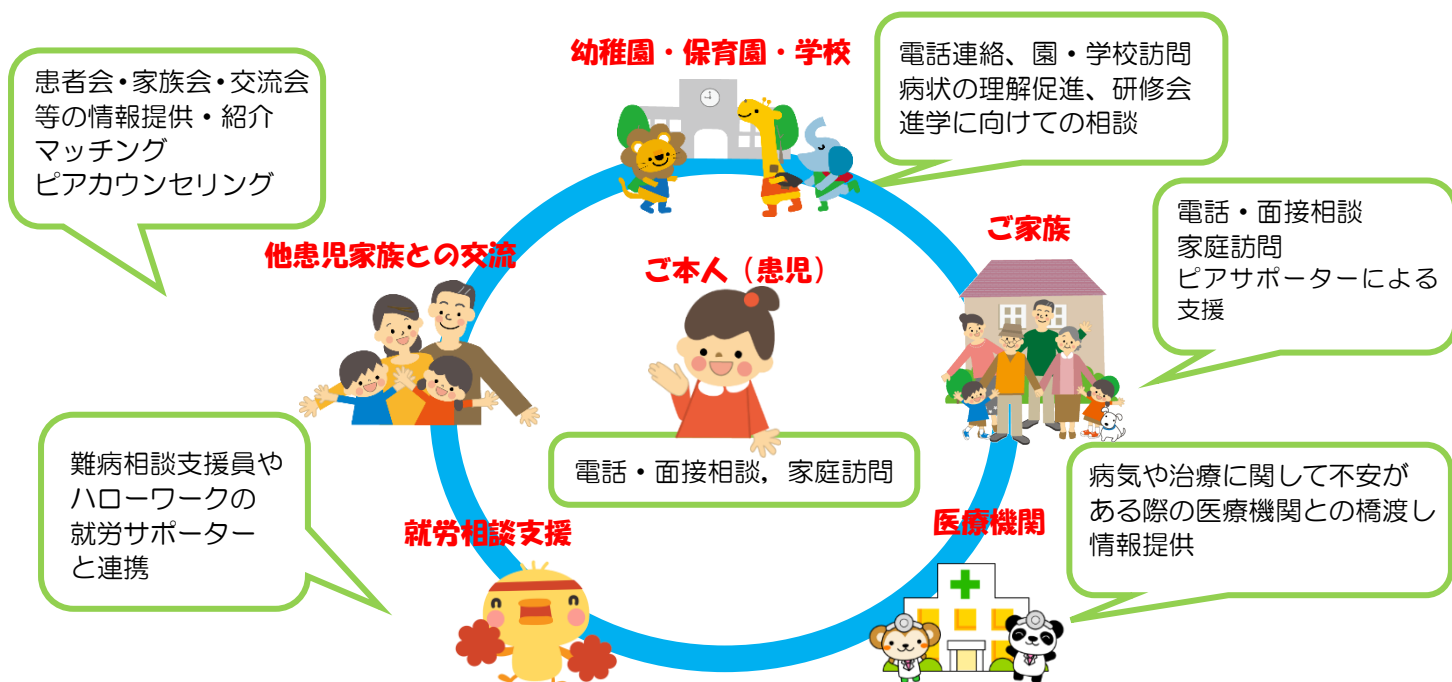 幼稚園・保育園・学校
電話連絡、園・学校訪問
病状の理解促進、研修会
進学に向けての相談
患者会・家族会・交流会
等の情報提供・紹介
マッチング
ピアカウンセリング
他患児家族との交流
ご本人（患児）
電話・面接相談，家庭訪問
ご家族
電話・面接相談
家庭訪問
ピアサポーターによる
支援
難病相談支援員や
ハローワークの
就労サポーター
と連携
就労相談支援
医療機関
病気や治療に関して不安が
ある際の医療機関との橋渡し
情報提供